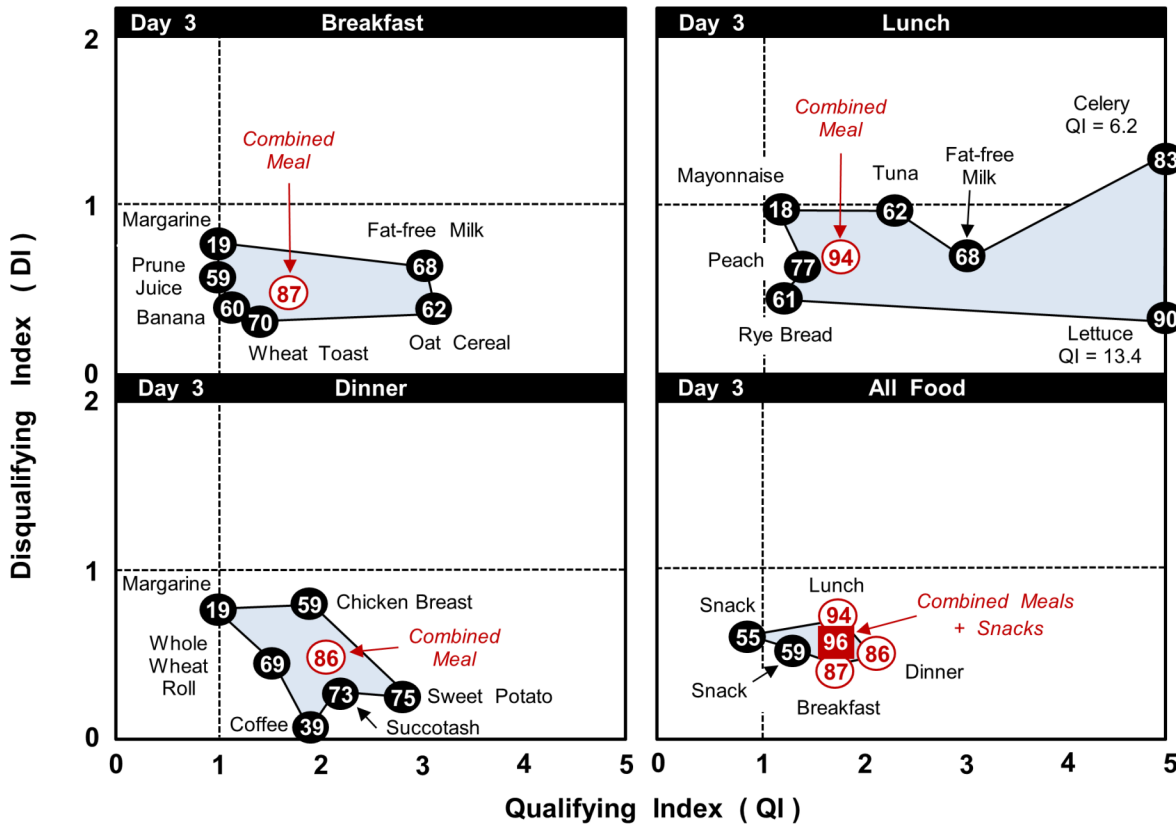 Day 3 Breakfast
2
Combined
Meal
1
Margarine
19
Fat-free Milk
Prune
Juice
59
68
87
Banana
60
70
62
Wheat Toast
Oat Cereal
0
Day 3 Lunch
Celery
QI = 6.2
83
Combined
Meal
Fat-free
Milk
Tuna
Mayonnaise
18
62
94
68
Peach
77
61
90
Rye Bread
Lettuce
QI = 13.4
Day 3 Dinner
2
1
Margarine
19
59
Chicken Breast
Whole
Wheat
Roll
69
86
Combined
Meal
73
75
Sweet Potato
Coffee
39
Succotash
0
0 1 2 3 4 5
Day 3 All Food
Lunch
Snack
94
Combined Meals
+ Snacks
55
96
59
86
87
Dinner
Snack
Breakfast
0 1 2 3 4 5
Disqualifying Index ( DI )
Qualifying Index ( QI )